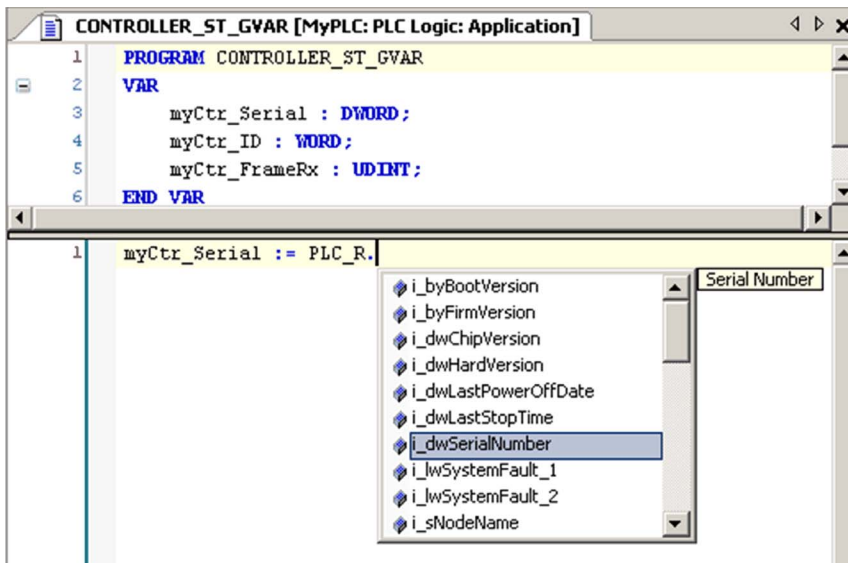 CONTROLLER_ST_GVAR [MyPLC: PLC Logic: Application]
1 PROGRAM CONTROLLER_ST_GVAR
2 VAR
3 myCtr_Serial : DWORD;
4 myCtr_ID : WORD;
5 myCtr_FrameRx : UDINT;
6 END_VAR
1 myCtr_Serial := PLC_R.
i_byBootVersion
Serial Number
i_byFirmVersion
i_dwChipVersion
i_dwHardVersion
i_dwLastPowerOffDate
i_dwLastStopTime
i_dwSerialNumber
i_lwSystemFault_1
i_lwSystemFault_2
i_sNodeName